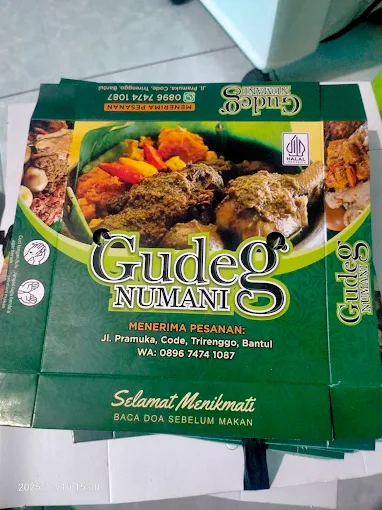 Jl. Pramuka, Code, Trirenggo, Bantul
0896 7474 1087
MENERIMA PESANAN
Gudeg
NUMANI
HALAL
Gudeg
NUMANI
MENERIMA PESANAN:
Jl. Pramuka, Code, Trirenggo, Bantul
WA: 0896 7474 1087
Gudeg
NUMANI
Selamat Menikmati
BACA DOA SEBELUM MAKAN